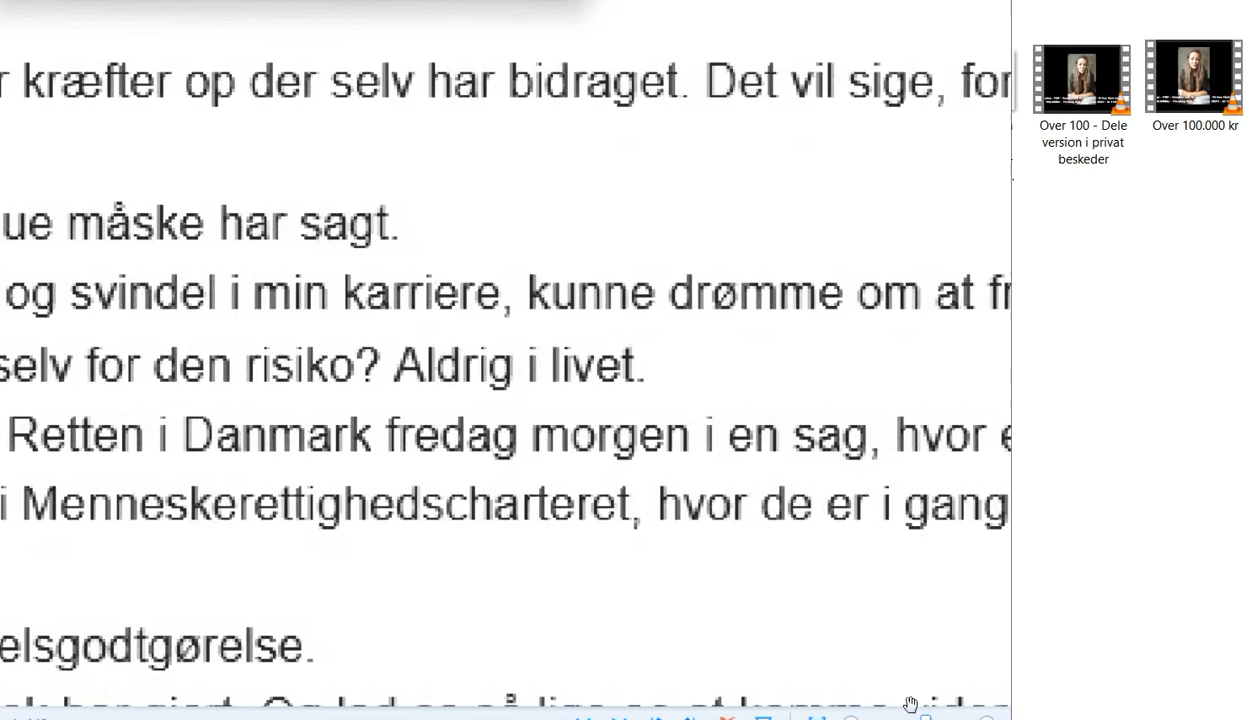 r kræfter op der selv har bidraget. Det vil sige, for
ue måske har sagt.
og svindel i min karriere, kunne drømme om at fr
selv for den risiko? Aldrig i livet.
Retten i Danmark fredag morgen i en sag, hvor e
i Menneskerettighedscharteret, hvor de er i gang
elsgodtgørelse.
Over 100 - Dele
version i privat
beskeder
Over 100.000 kr